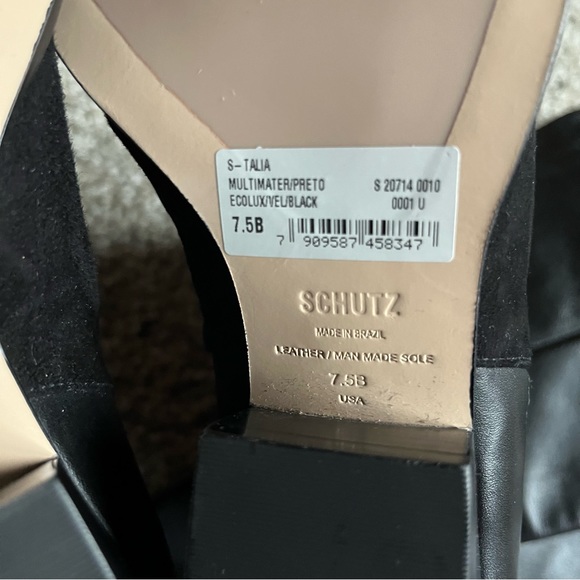 S- TALIA
MULTIMATER/PRETO S 20714 0010
ECOLUX/VEL/BLACK 0001 U
7.5B
7 909587 458347
SCHUTZ
MADE IN BRAZIL
LEATHER / MAN MADE SOLE
7.5B
USA